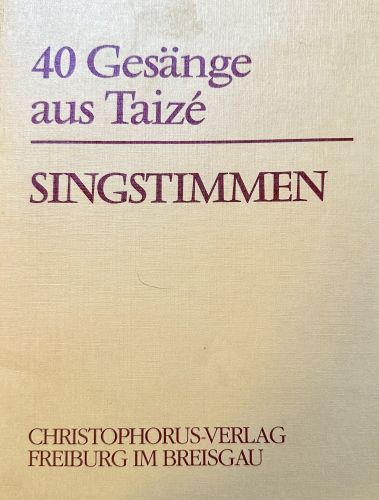 40 Gesänge
aus Taizé
SINGSTIMMEN
CHRISTOPHORUS-VERLAG
FREIBURG IM BREISGAU